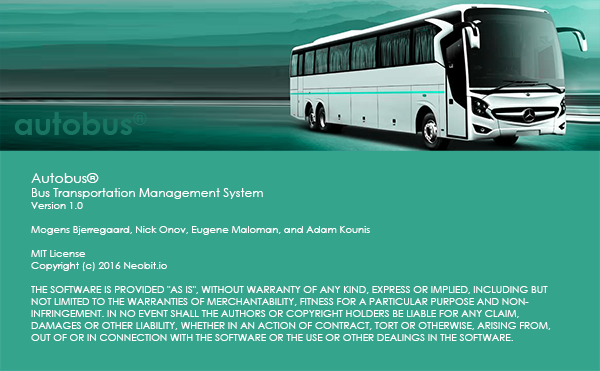 autobus®
Autobus®
Bus Transportation Management System
Version 1.0
Mogens Bjerregaard, Nick Onov, Eugene Maloman, and Adam Kounis
MIT License
Copyright (c) 2016 Neobit.io
THE SOFTWARE IS PROVIDED "AS IS", WITHOUT WARRANTY OF ANY KIND, EXPRESS OR IMPLIED, INCLUDING BUT
NOT LIMITED TO THE WARRANTIES OF MERCHANTABILITY, FITNESS FOR A PARTICULAR PURPOSE AND NON-
INFRINGEMENT. IN NO EVENT SHALL THE AUTHORS OR COPYRIGHT HOLDERS BE LIABLE FOR ANY CLAIM,
DAMAGES OR OTHER LIABILITY, WHETHER IN AN ACTION OF CONTRACT, TORT OR OTHERWISE, ARISING FROM,
OUT OF OR IN CONNECTION WITH THE SOFTWARE OR THE USE OR OTHER DEALINGS IN THE SOFTWARE.